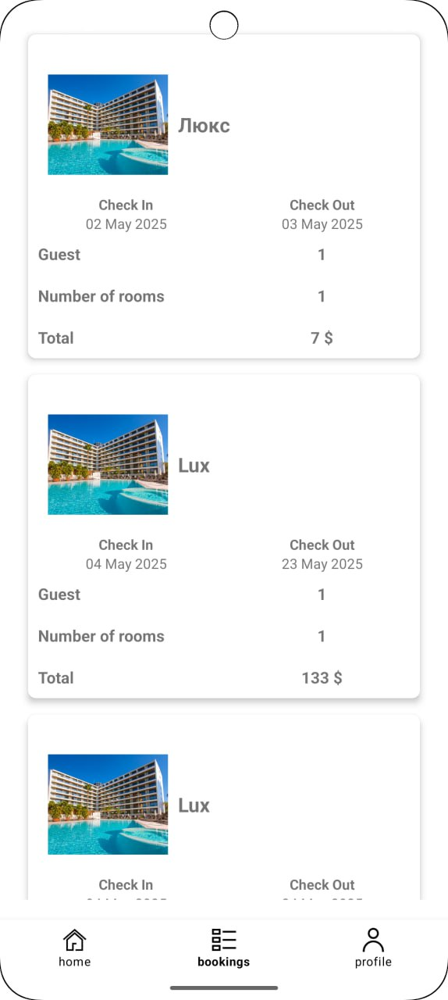 Люкс
Check In Check Out
02 May 2025 03 May 2025
Guest 1
Number of rooms 1
Total 7 $
Lux
Check In Check Out
04 May 2025 23 May 2025
Guest 1
Number of rooms 1
Total 133 $
Lux
Check In Check Out
home bookings profile